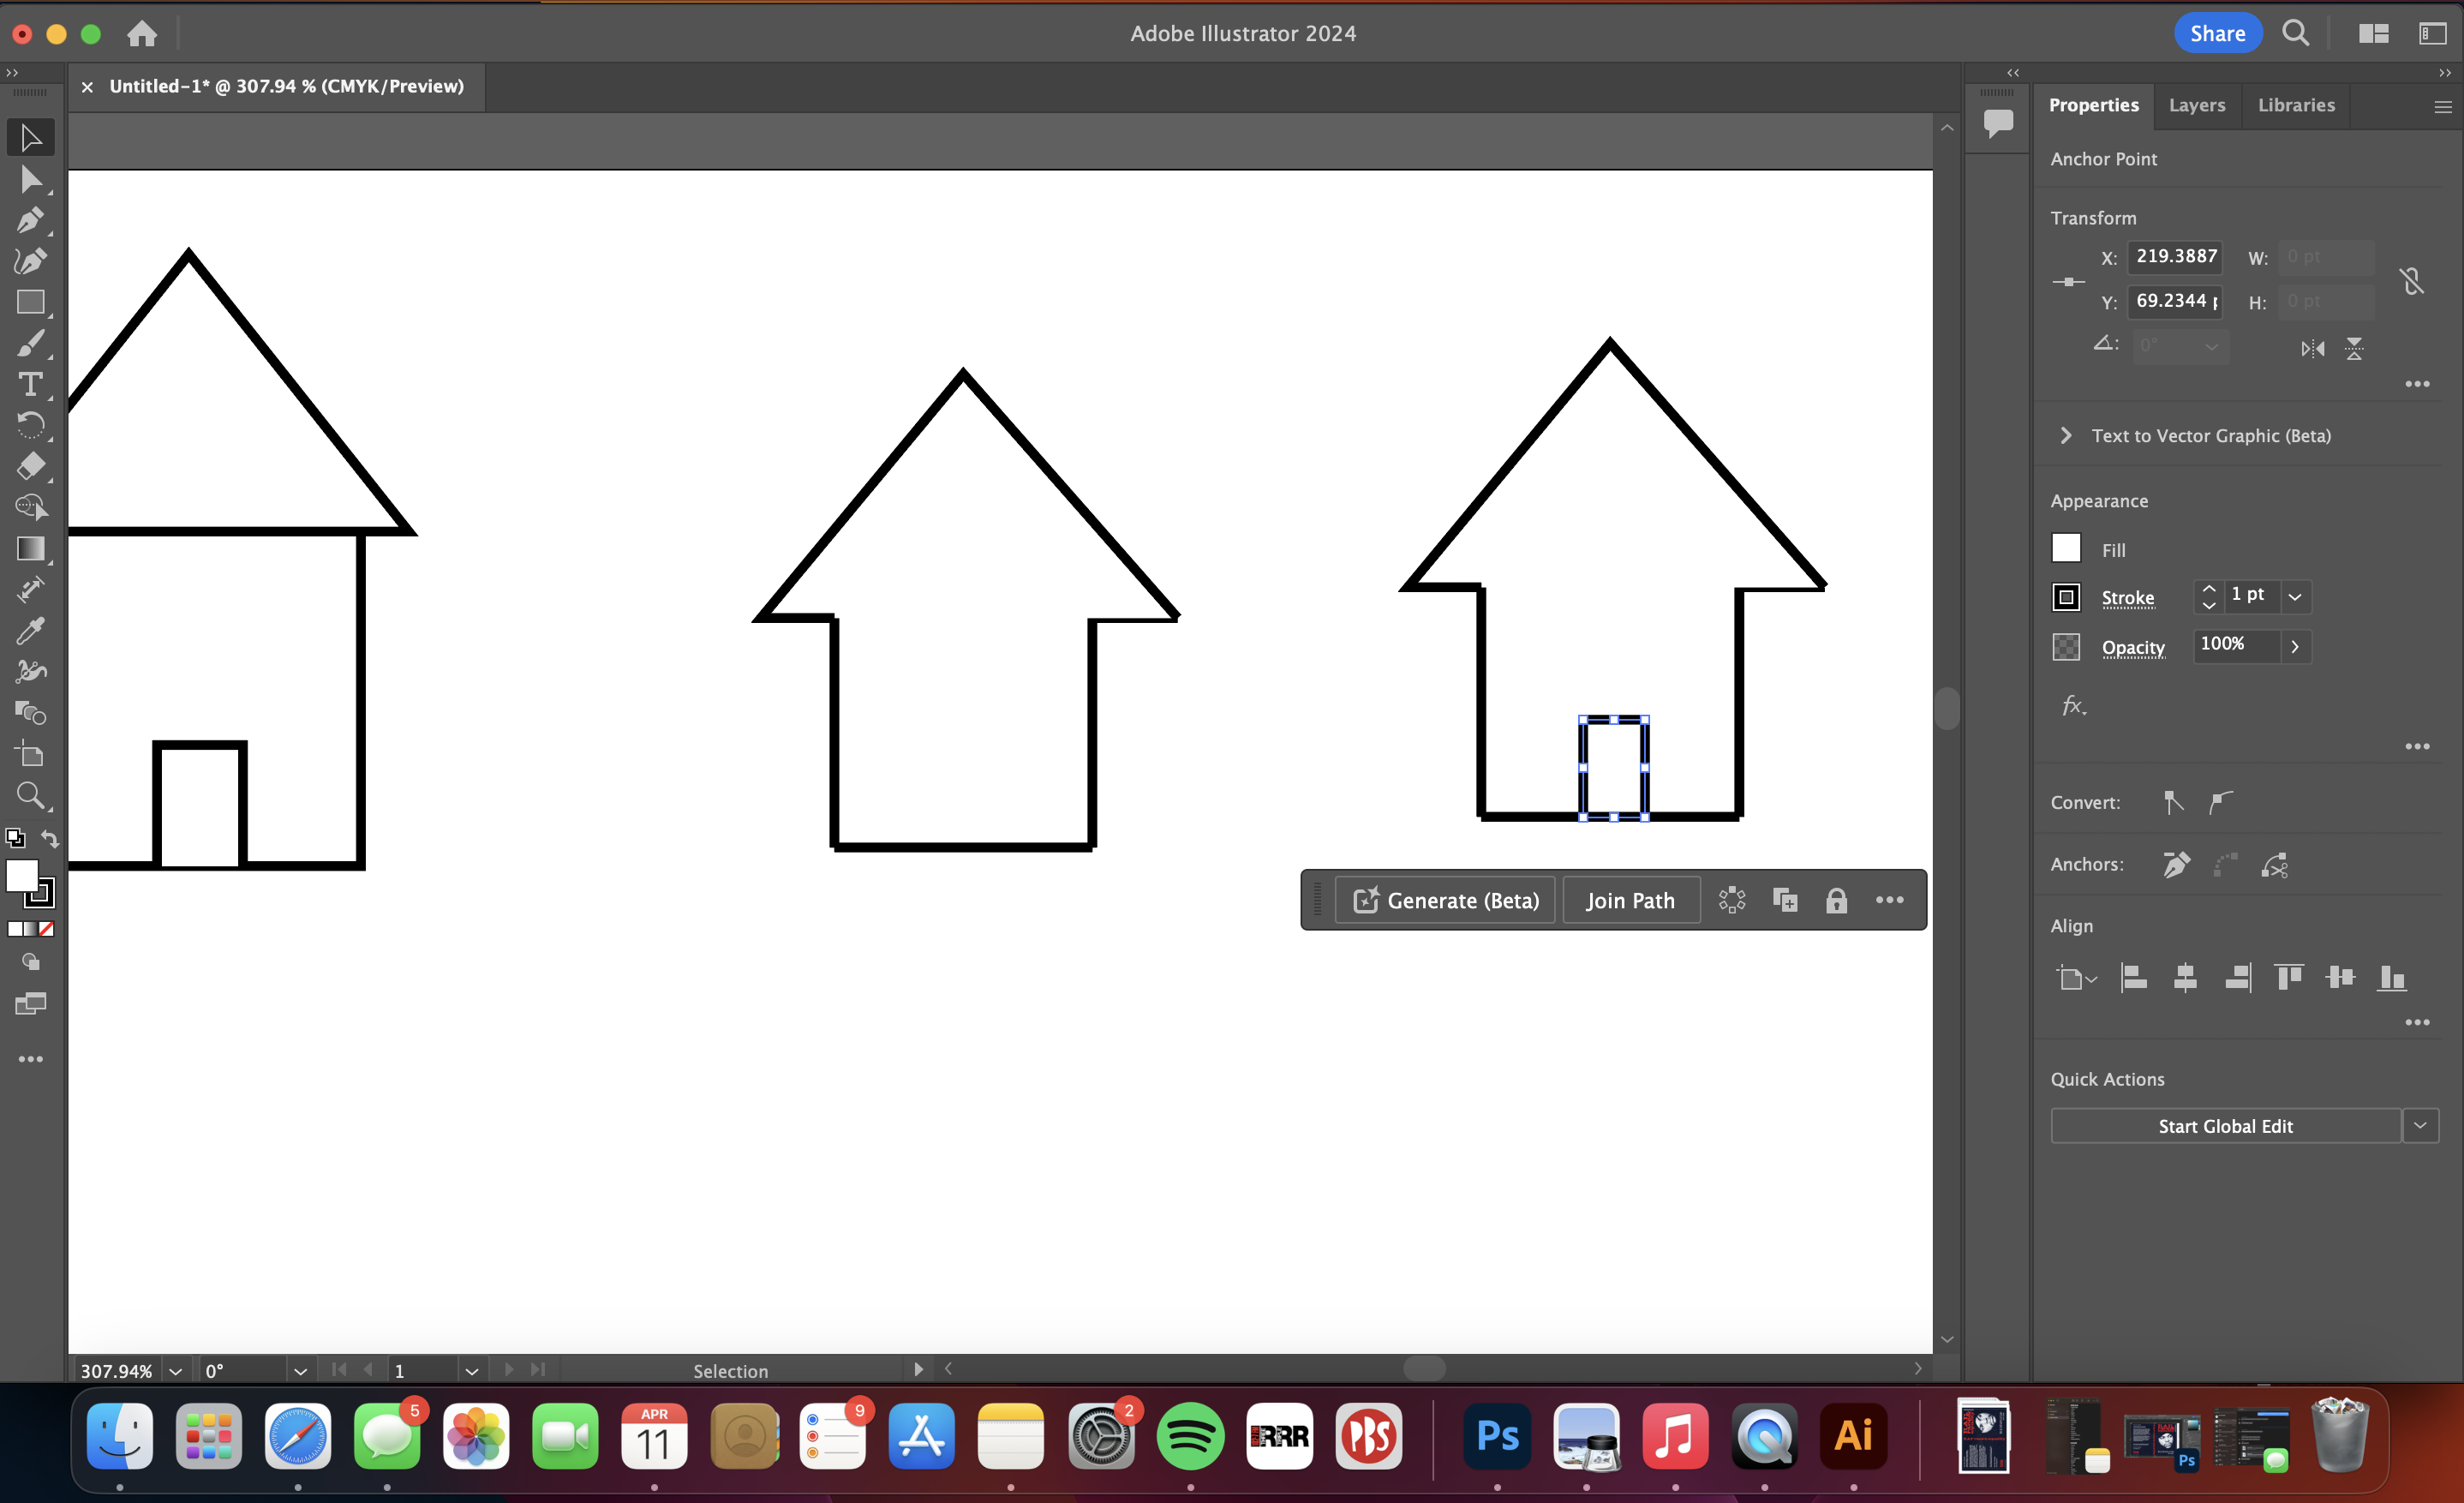 Adobe Illustrator 2024
Share
Untitled-1* @ 307.94 % (CMYK/Preview)
Properties
Layers
Libraries
Anchor Point
Transform
X: 219.3887
W: 0 pt
Y: 69.2344 p
H: 0 pt
0°
Text to Vector Graphic (Beta)
Appearance
Fill
Stroke
1 pt
Opacity
100%
fx
Convert:
Anchors:
Align
Quick Actions
Start Global Edit
Generate (Beta)
Join Path
T
307.94%
0°
1
Selection
5
APR
11
9
2
RRR
PBS
Ps
Ai
Ps